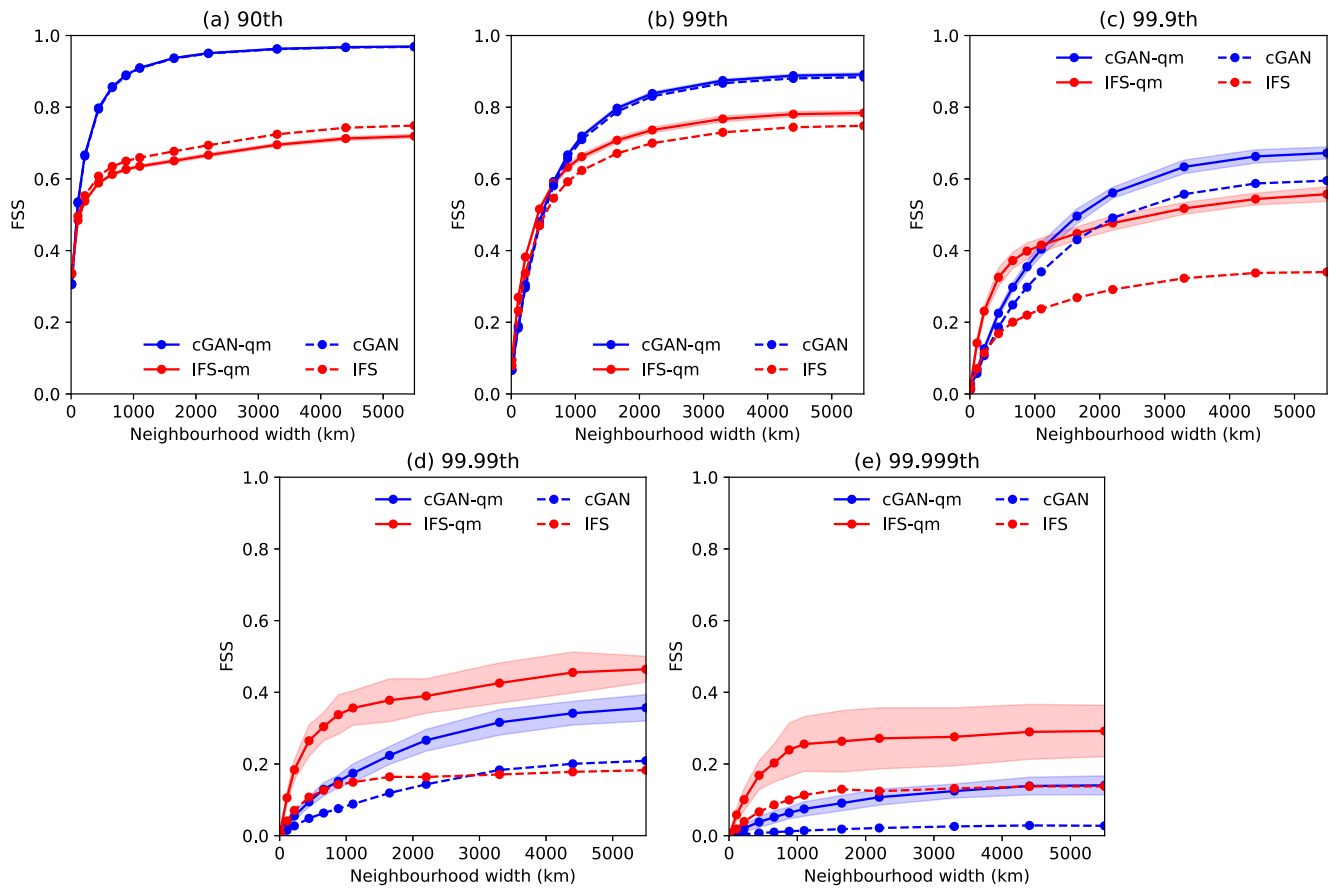 (a) 90th
1.0
0.8
0.6
0.4
0.2
0.0
FSS
cGAN-qm
IFS-qm
cGAN
IFS
0 1000 2000 3000 4000 5000
Neighbourhood width (km)
(b) 99th
1.0
0.8
0.6
0.4
0.2
0.0
FSS
cGAN-qm
IFS-qm
cGAN
IFS
0 1000 2000 3000 4000 5000
Neighbourhood width (km)
(c) 99.9th
1.0
0.8
0.6
0.4
0.2
0.0
FSS
cGAN-qm
IFS-qm
cGAN
IFS
0 1000 2000 3000 4000 5000
Neighbourhood width (km)
(d) 99.99th
1.0
0.8
0.6
0.4
0.2
0.0
FSS
cGAN-qm
IFS-qm
cGAN
IFS
0 1000 2000 3000 4000 5000
Neighbourhood width (km)
(e) 99.999th
1.0
0.8
0.6
0.4
0.2
0.0
FSS
cGAN-qm
IFS-qm
cGAN
IFS
0 1000 2000 3000 4000 5000
Neighbourhood width (km)